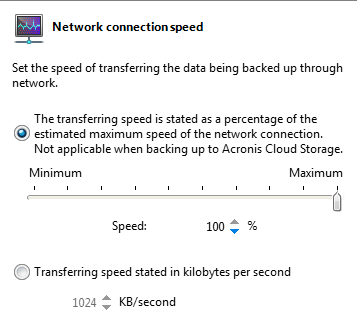 Network connection speed
Set the speed of transferring the data being backed up through
network.
The transferring speed is stated as a percentage of the
estimated maximum speed of the network connection.
Not applicable when backing up to Acronis Cloud Storage.
Minimum Maximum
Speed: 100 %
Transferring speed stated in kilobytes per second
1024 KB/second